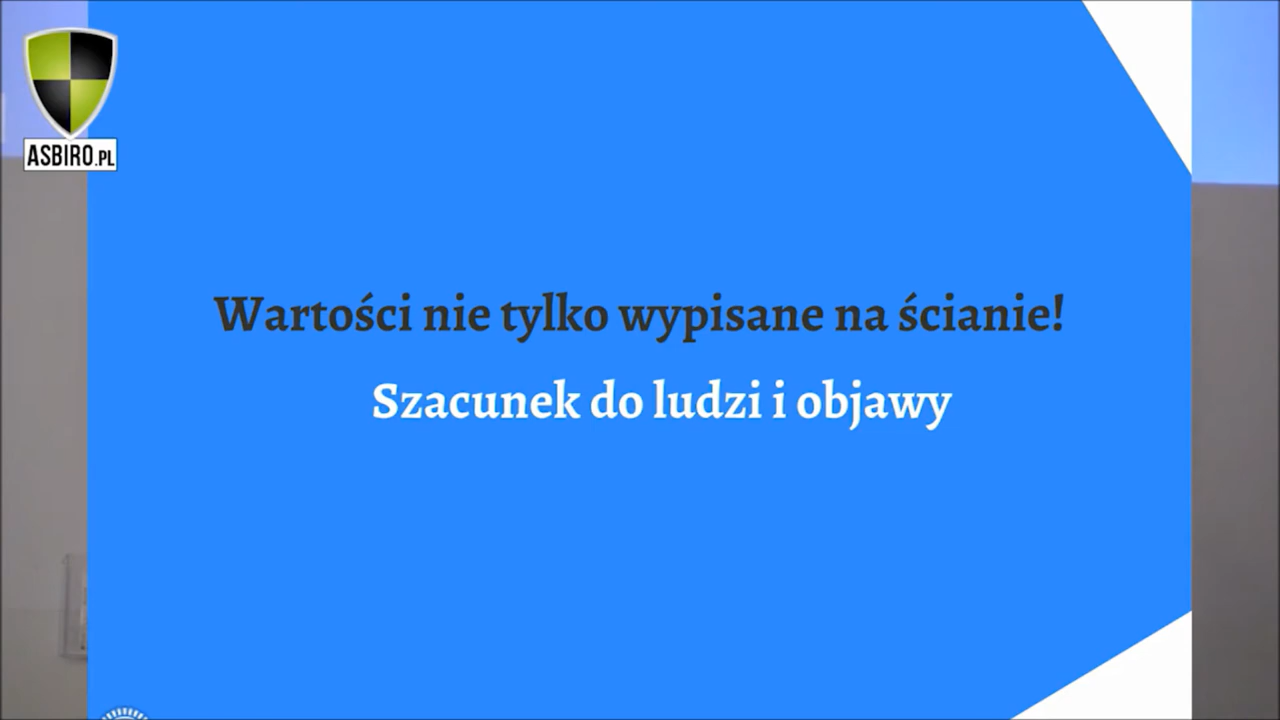 ASBIRO.PL
Wartości nie tylko wypisane na ścianie!
Szacunek do ludzi i objawy